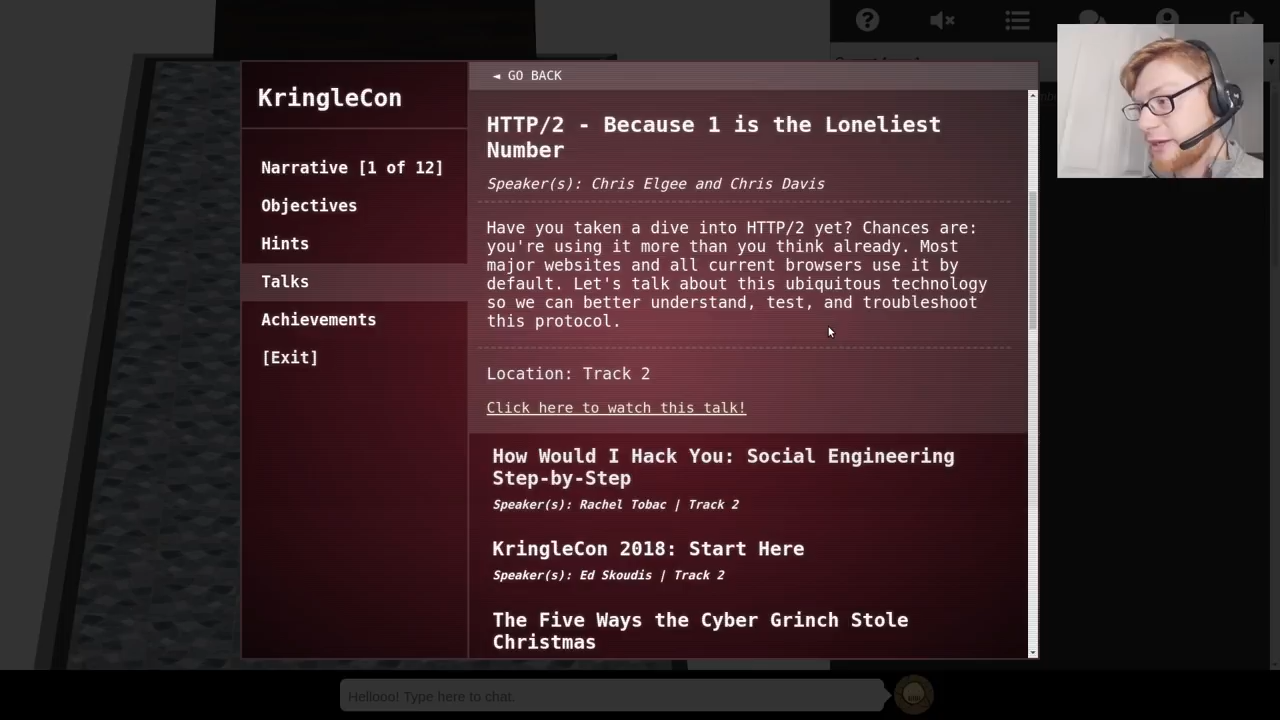 KringleCon
Narrative [1 of 12]
Objectives
Hints
Talks
Achievements
[Exit]
◄ GO BACK
HTTP/2 - Because 1 is the Loneliest
Number
Speaker(s): Chris Elgee and Chris Davis
Have you taken a dive into HTTP/2 yet? Chances are:
you're using it more than you think already. Most
major websites and all current browsers use it by
default. Let's talk about this ubiquitous technology
so we can better understand, test, and troubleshoot
this protocol.
Location: Track 2
Click here to watch this talk!
How Would I Hack You: Social Engineering
Step-by-Step
Speaker(s): Rachel Tobac | Track 2
KringleCon 2018: Start Here
Speaker(s): Ed Skoudis | Track 2
The Five Ways the Cyber Grinch Stole
Christmas
Hellooo! Type here to chat.